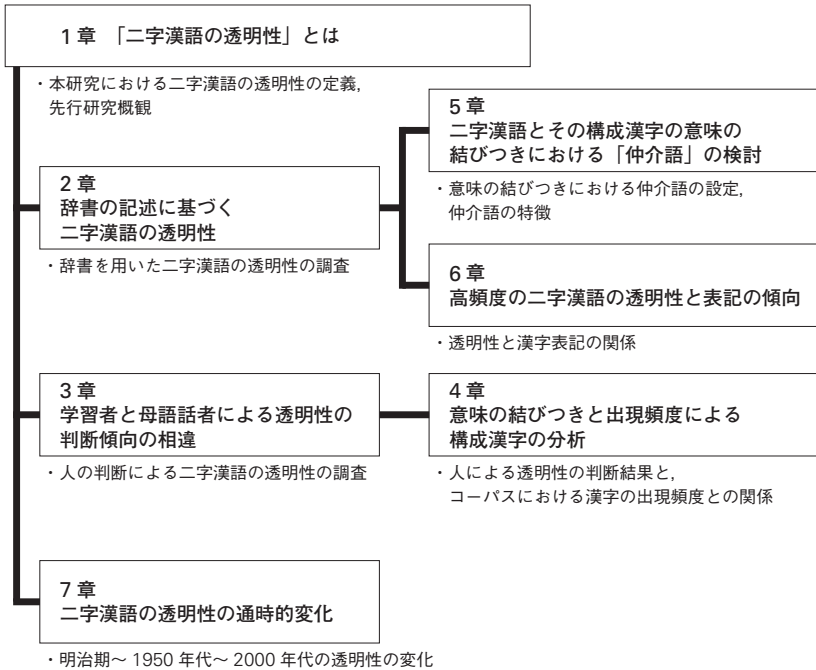 1 章 「二字漢語の透明性」とは
・本研究における二字漢語の透明性の定義,
先行研究概観
2 章
辞書の記述に基づく
二字漢語の透明性
・辞書を用いた二字漢語の透明性の調査
5 章
二字漢語とその構成漢字の意味の
結びつきにおける「仲介語」の検討
・意味の結びつきにおける仲介語の設定,
仲介語の特徴
6 章
高頻度の二字漢語の透明性と表記の傾向
・透明性と漢字表記の関係
3 章
学習者と母語話者による透明性の
判断傾向の相違
・人の判断による二字漢語の透明性の調査
4 章
意味の結びつきと出現頻度による
構成漢字の分析
・人による透明性の判断結果と,
コーパスにおける漢字の出現頻度との関係
7 章
二字漢語の透明性の通時的変化
・明治期～ 1950 年代～ 2000 年代の透明性の変化